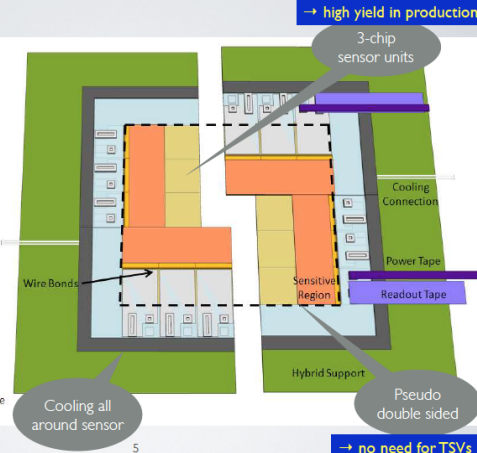 → high yield in production
3-chip
sensor units
Cooling
Connection
Wire Bonds
Power Tape
Sensitive
Region
Readout Tape
Hybrid Support
Pseudo
double sided
Cooling all
around sensor
e
5
→ no need for TSVs